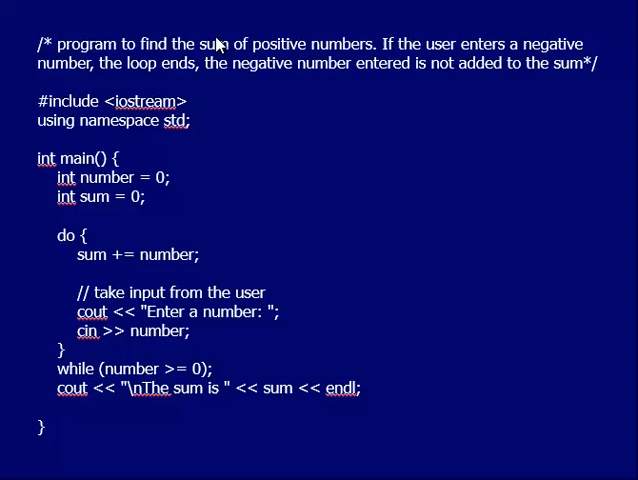 /* program to find the sum of positive numbers. If the user enters a negative
number, the loop ends, the negative number entered is not added to the sum*/
#include <iostream>
using namespace std;
int main() {
int number = 0;
int sum = 0;
do {
sum += number;
// take input from the user
cout << "Enter a number: ";
cin >> number;
}
while (number >= 0);
cout << "\nThe sum is " << sum << endl;
}